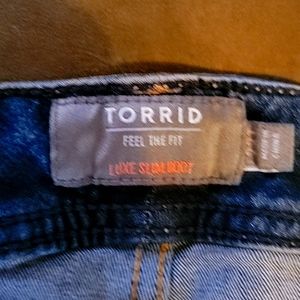 TORRID
FEEL THE FIT
LUXE SLIM BOOT